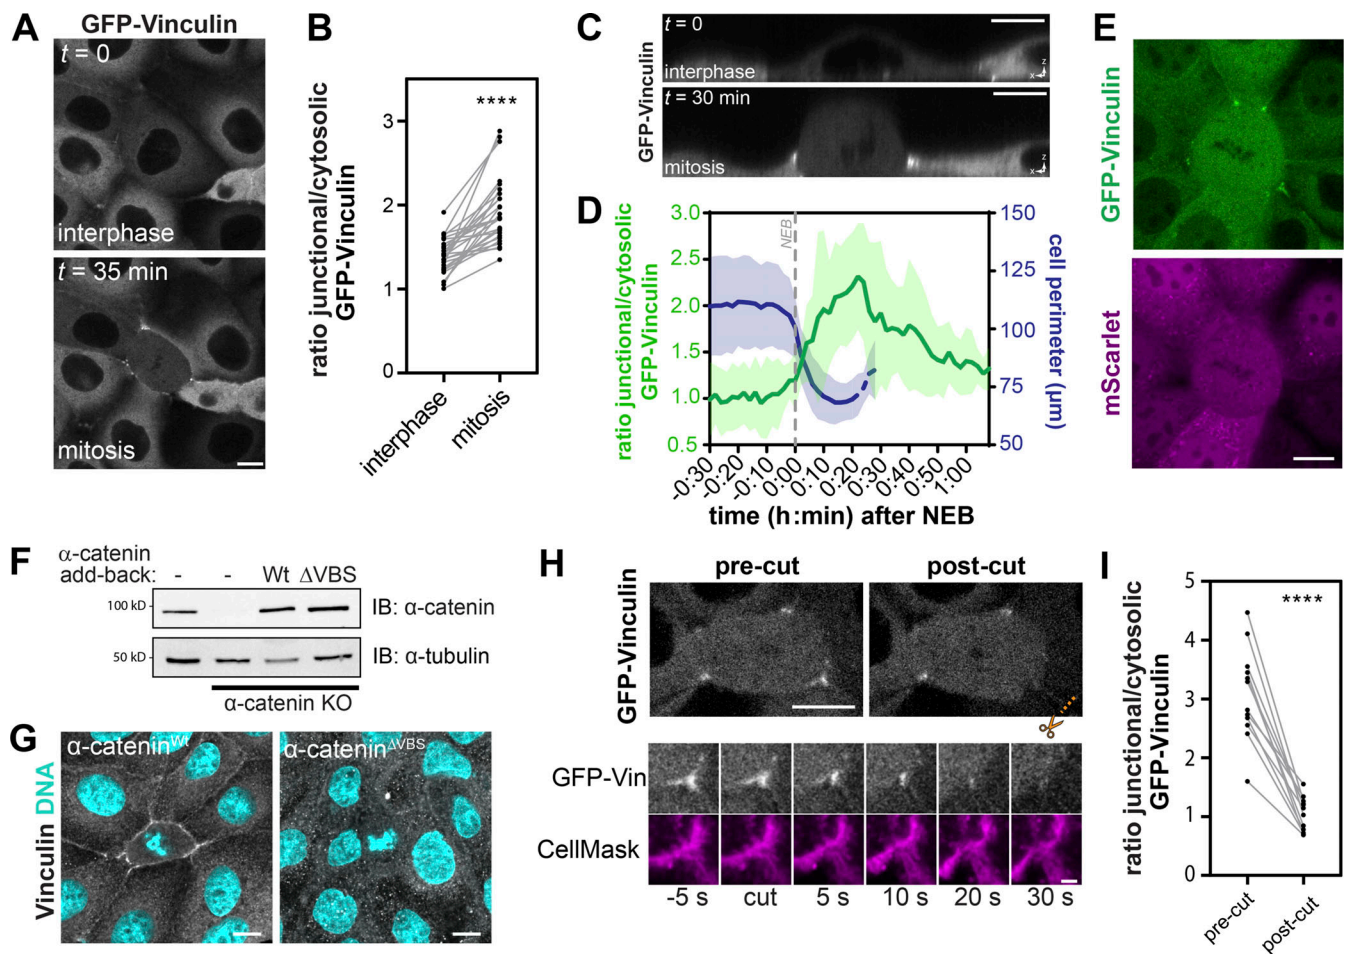 A
GFP-Vinculin
t = 0
interphase
t = 35 min
mitosis
B
ratio junctional/cytosolic
GFP-Vinculin
3
2
1
0
****
interphase
mitosis
C
GFP-Vinculin
t = 0
interphase
z
x
t = 30 min
mitosis
z
x
D
ratio junctional/cytosolic
GFP-Vinculin
3.0
2.5
2.0
1.5
1.0
0.5
NEB
150
125
100
75
50
cell perimeter (µm)
-0:30
-0:20
-0:10
0:00
0:10
0:20
0:30
0:40
0:50
1:00
time (h:min) after NEB
E
GFP-Vinculin
mScarlet
F
α-catenin
add-back: - - Wt ΔVBS
100 kD
IB: α-catenin
50 kD
IB: α-tubulin
α-catenin KO
G
Vinculin DNA
α-cateninWt
α-cateninΔVBS
H
pre-cut
post-cut
GFP-Vinculin
GFP-Vin
CellMask
-5 s cut 5 s 10 s 20 s 30 s
I
ratio junctional/cytosolic
GFP-Vinculin
5
4
3
2
1
0
****
pre-cut
post-cut